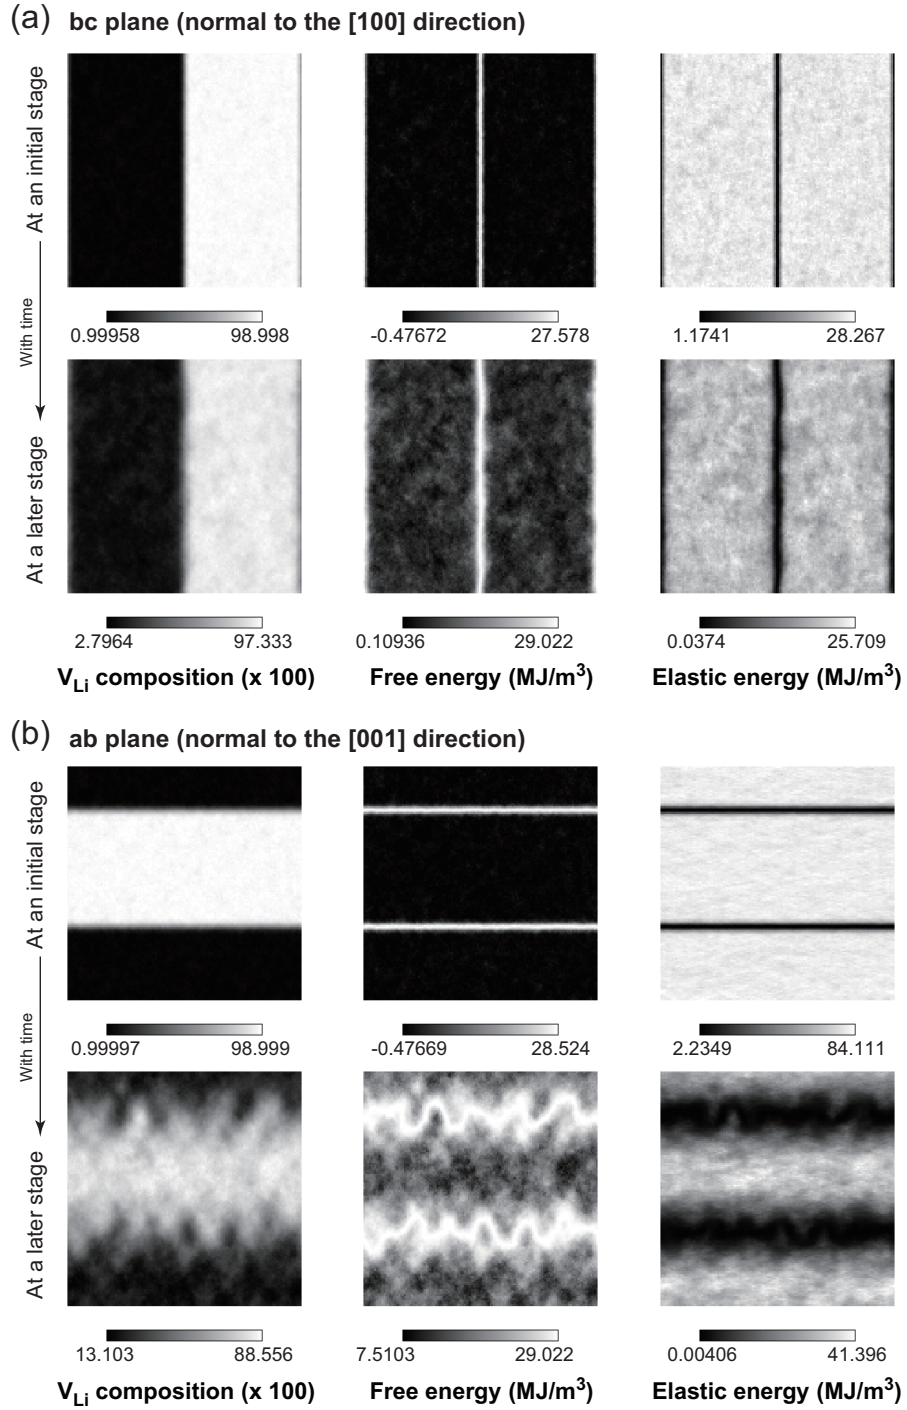 (a) bc plane (normal to the [100] direction)
At an initial stage
With time
At a later stage
0.99958 98.998
-0.47672 27.578
1.1741 28.267
2.7964 97.333
0.10936 29.022
0.0374 25.709
V_Li composition (x 100)
Free energy (MJ/m³)
Elastic energy (MJ/m³)
(b) ab plane (normal to the [001] direction)
At an initial stage
With time
At a later stage
0.99997 98.999
-0.47669 28.524
2.2349 84.111
13.103 88.556
7.5103 29.022
0.00406 41.396
V_Li composition (x 100)
Free energy (MJ/m³)
Elastic energy (MJ/m³)